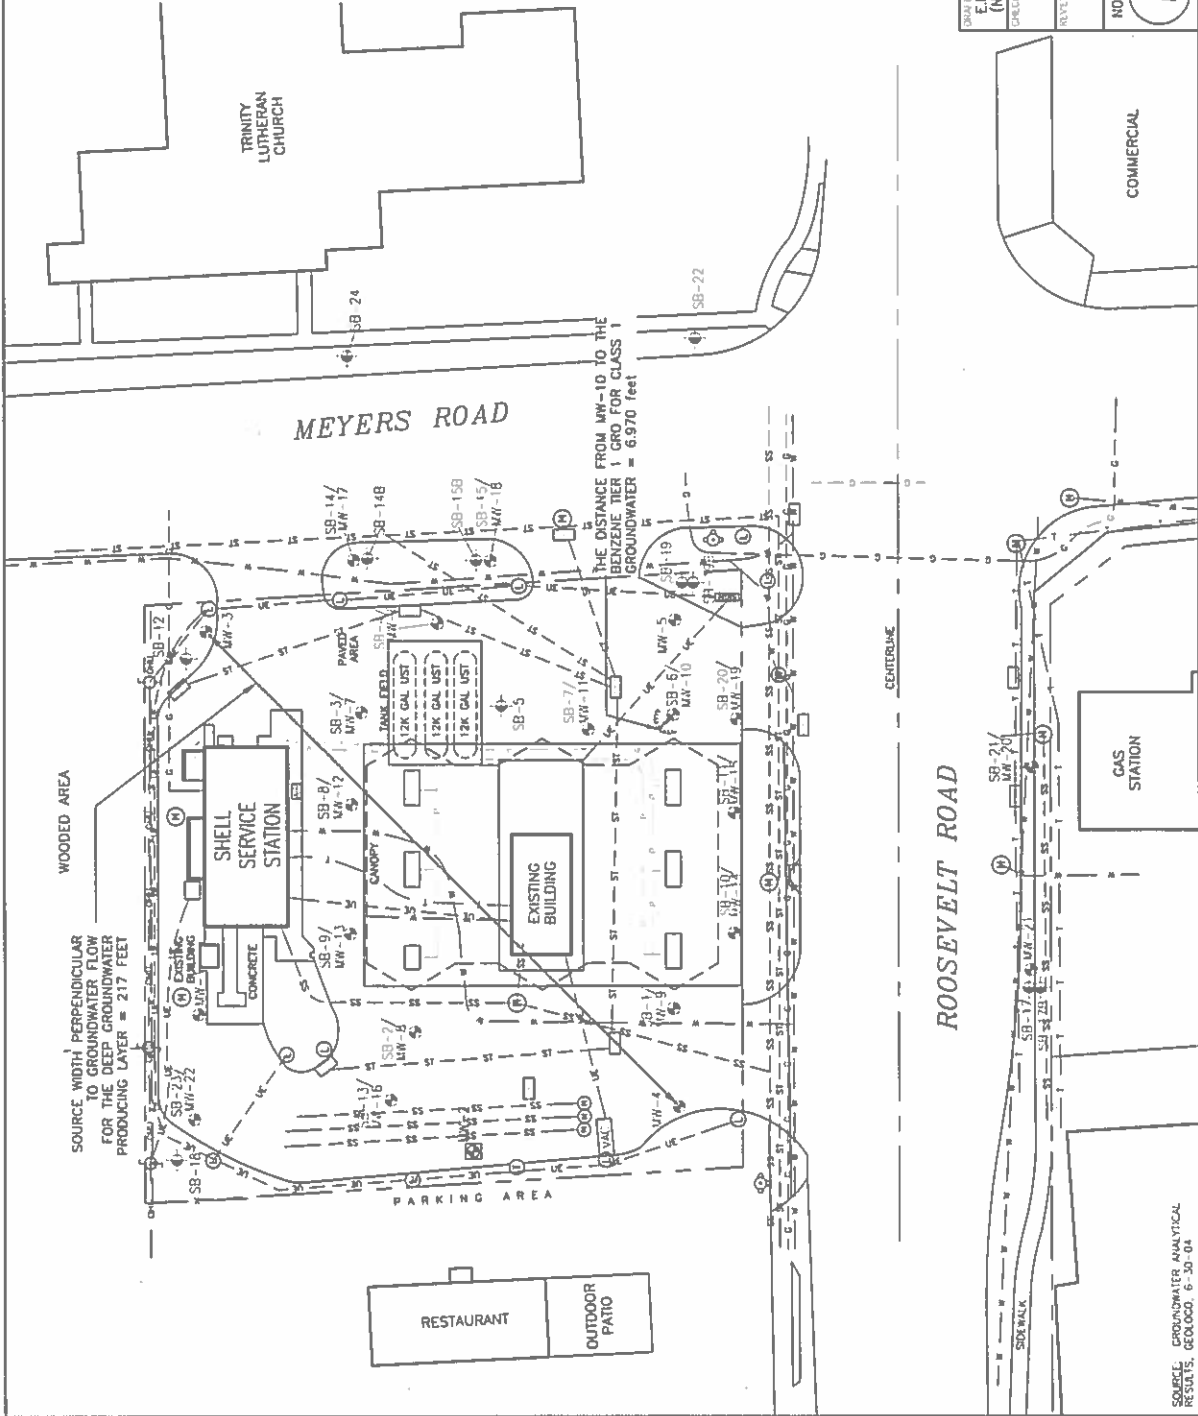 TRINITY
LUTHERAN
CHURCH
COMMERCIAL
SB-24
SB-22
MEYERS ROAD
THE DISTANCE FROM MW-10 TO THE
BENZENE TIER 1 GRO FOR CLASS 1
GROUNDWATER = 6.970 feet
SB-14/
MW-17
SB-14B
SB-15B
SB-15/
MW-18
SB-19
SB-12
MW-3
PAVED
AREA
TANK FIELD
12K GAL UST
12K GAL UST
12K GAL UST
SB-3/
MW-7
SB-5
SB-7/
MW-11
MW-5
SB-6/
MW-10
SB-20/
MW-19
CENTERLINE
WOODED AREA
SHELL
SERVICE
STATION
SB-8/
MW-12
CANOPY
EXISTING
BUILDING
SB-11/
SB-10/
SB-21/
MW-20
GAS
STATION
ROOSEVELT ROAD
SOURCE WIDTH PERPENDICULAR
TO GROUNDWATER FLOW
FOR THE DEEP GROUNDWATER
PRODUCING LAYER = 217 FEET
EXISTING
BUILDING
CONCRETE
SB-9/
MW-13
SB-2/
MW-8
SB-1/
MW-9
MW-21
SB-17
SB-23/
MW-22
SB-18
SB-13/
MW-16
MW-4
VAC
PARKING AREA
RESTAURANT
OUTDOOR
PATIO
SIDEWALK
SOURCE: GROUNDWATER ANALYTICAL
RESULTS, GEOLOGO, 6-30-04